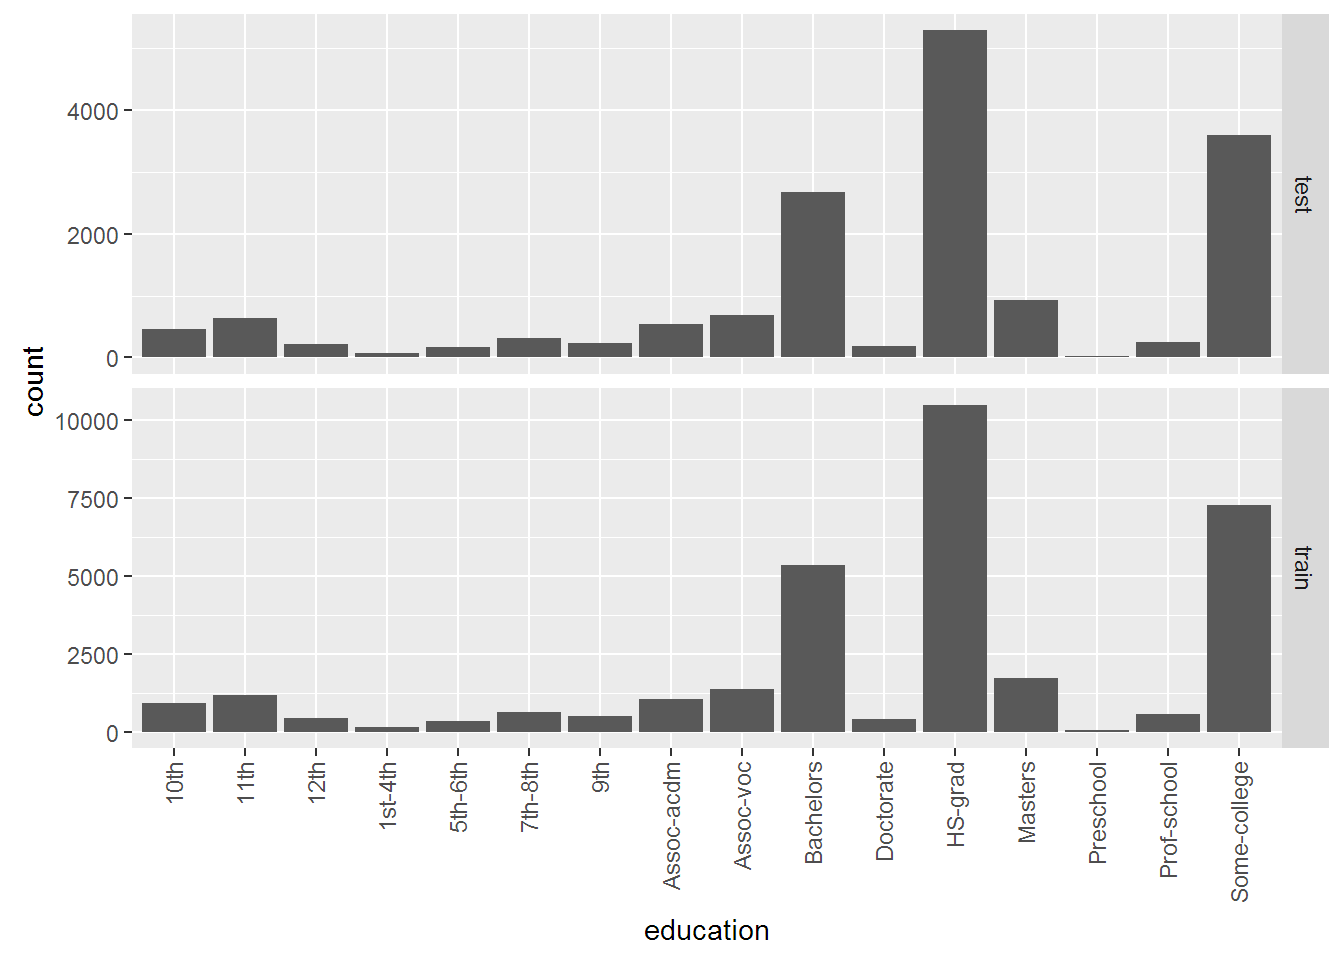 4000
2000
0
test
count
10000
7500
5000
2500
0
train
10th
11th
12th
1st-4th
5th-6th
7th-8th
9th
Assoc-acdm
Assoc-voc
Bachelors
Doctorate
HS-grad
Masters
Preschool
Prof-school
Some-college
education